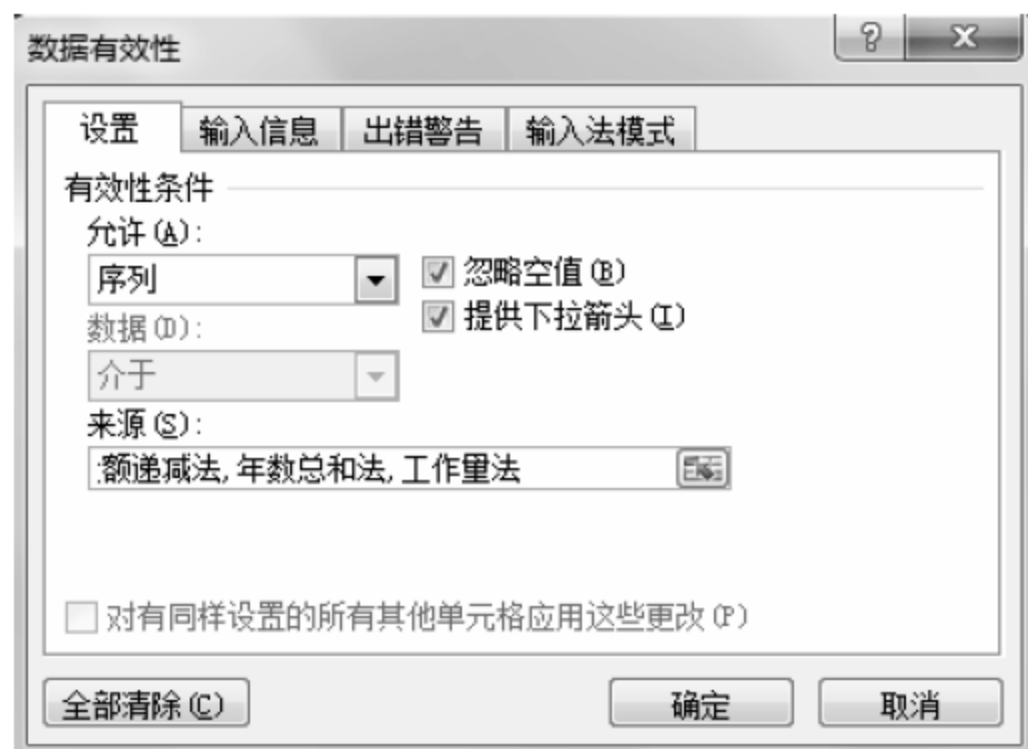 数据有效性
设置 输入信息 出错警告 输入法模式
有效性条件
允许(A):
序列 忽略空值(B)
数据(D): 提供下拉箭头(I)
介于
来源(S):
额递减法,年数总和法,工作量法
对有同样设置的所有其他单元格应用这些更改(P)
全部清除(C) 确定 取消